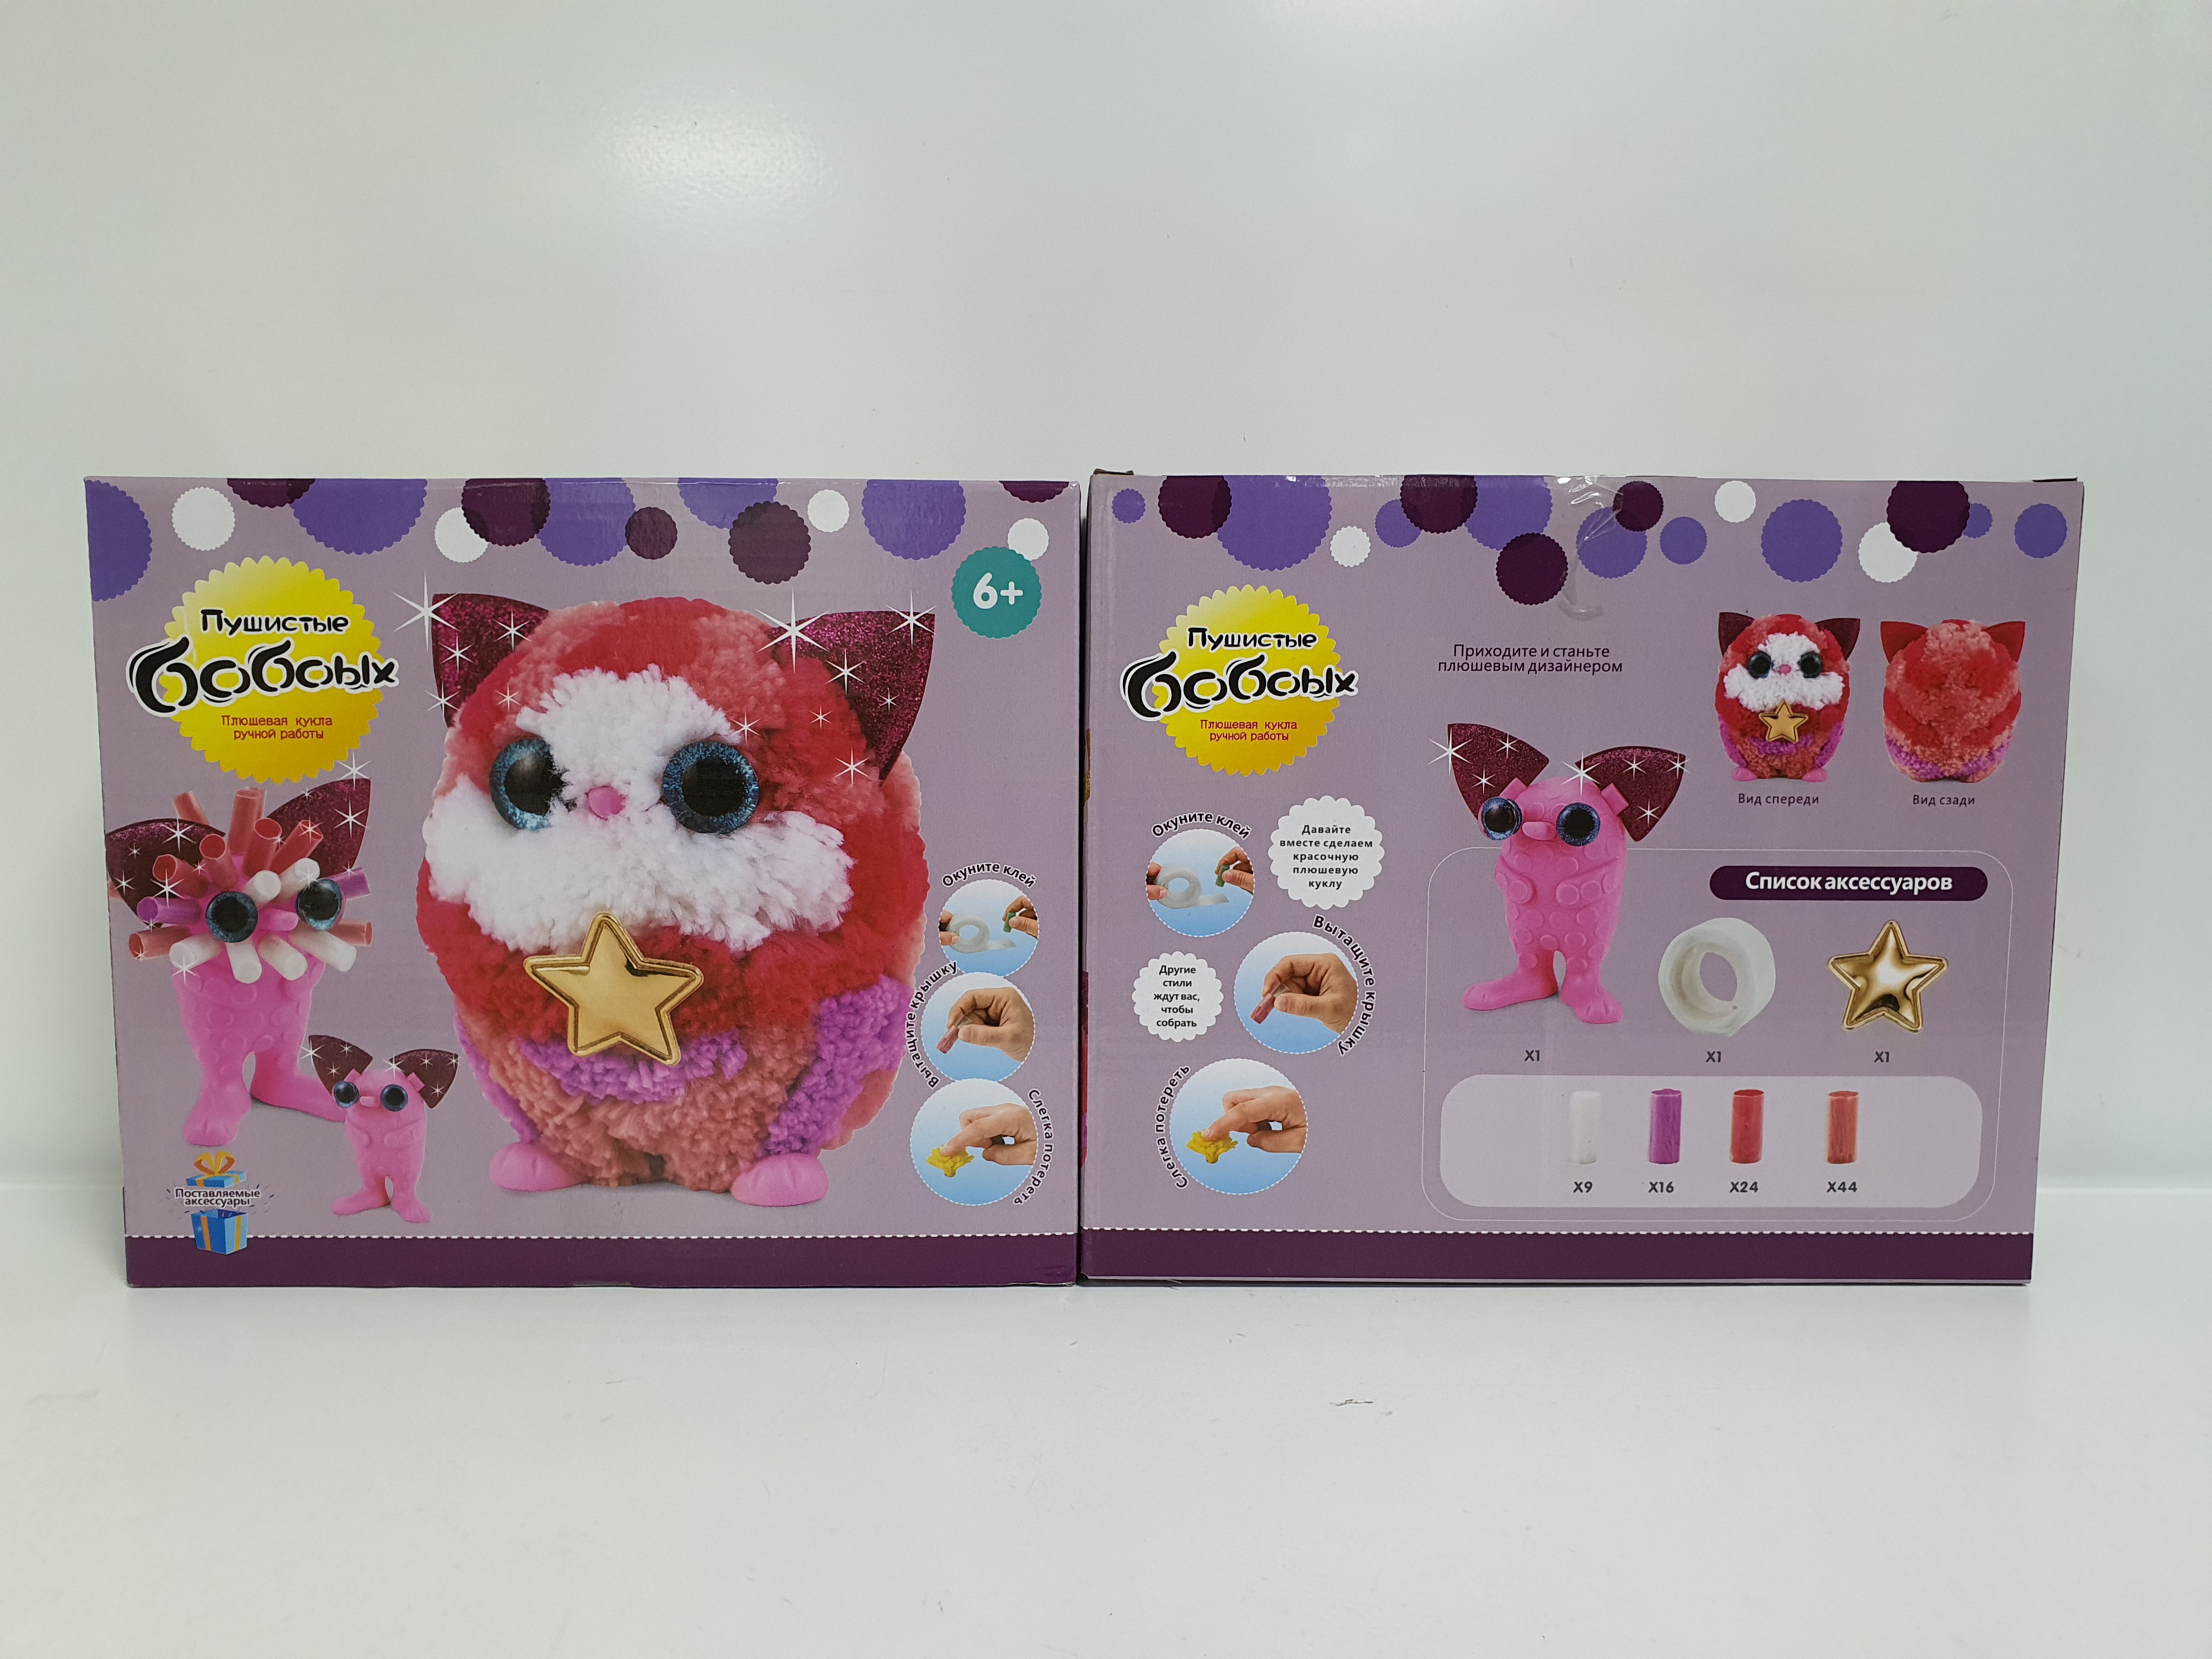 Пушистые
бобоых
Плюшевая кукла
ручной работы
6+
Окуните клей
Вытащите крышку
Слегка потереть
Поставляемые
аксессуары
Пушистые
бобоых
Плюшевая кукла
ручной работы
Приходите и станьте
плюшевым дизайнером
Вид спереди
Вид сзади
Окуните клей
Давайте
вместе сделаем
красочную
плюшевую
куклу
Вытащите крышку
Другие
стили
ждут вас,
чтобы
собрать
Слегка потереть
Список аксессуаров
X1
X1
X1
X9
X16
X24
X44